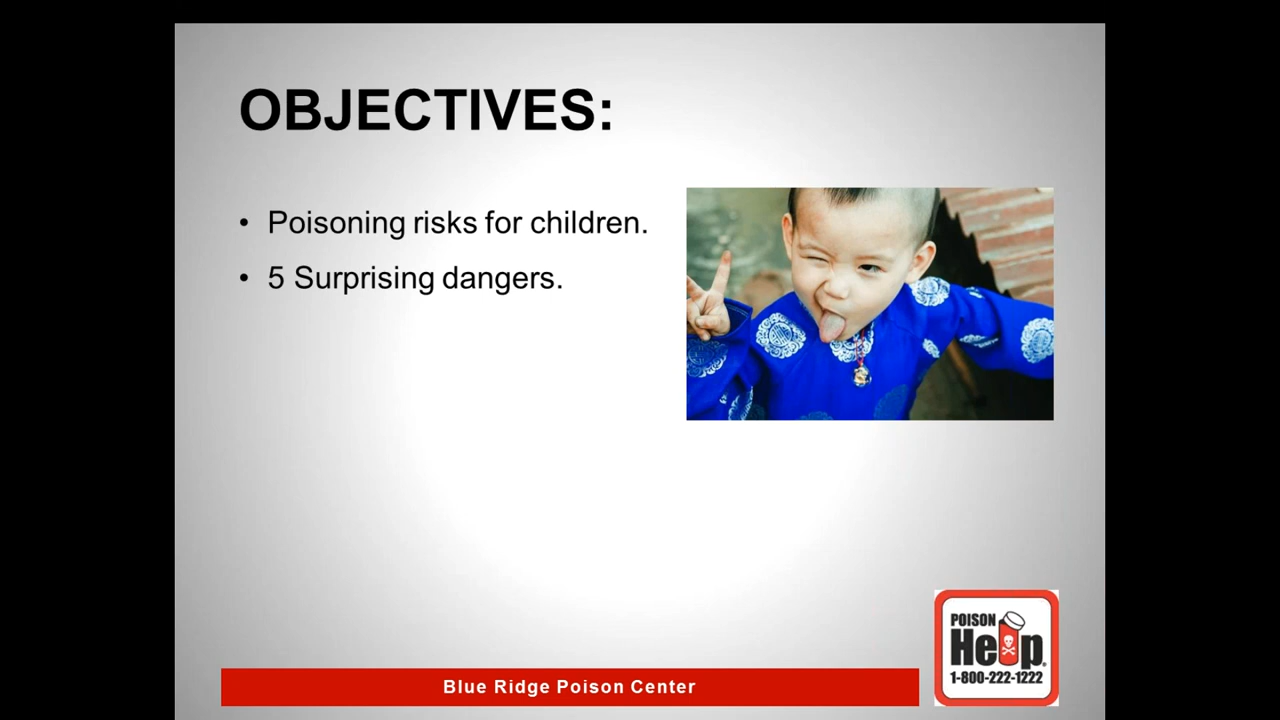 OBJECTIVES:
• Poisoning risks for children.
• 5 Surprising dangers.
POISON
Help®
1-800-222-1222
Blue Ridge Poison Center